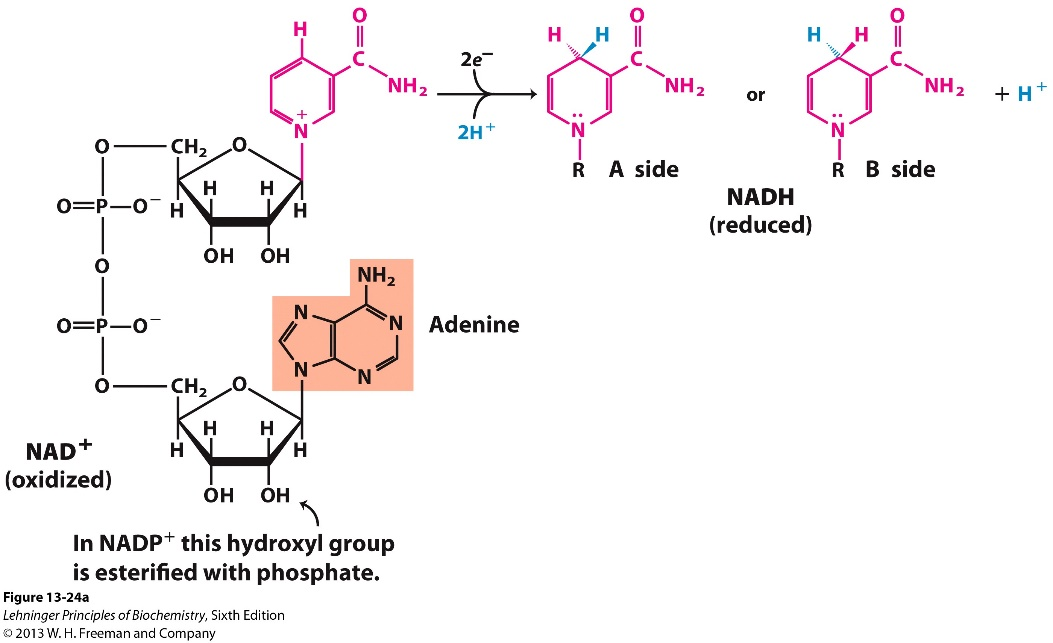 H
O
C
NH₂
+
N
2e⁻
2H⁺
H
H
O
C
NH₂
N̈
R A side
or
H
H
O
C
NH₂
N̈
R B side
+ H⁺
NADH
(reduced)
O
CH₂
O
H
H
H
H
O=P—O⁻
OH
OH
O
O=P—O⁻
NH₂
N
N
N
N
Adenine
O
CH₂
O
H
H
H
H
OH
OH
NAD⁺
(oxidized)
In NADP⁺ this hydroxyl group
is esterified with phosphate.
Figure 13-24a
Lehninger Principles of Biochemistry, Sixth Edition
© 2013 W. H. Freeman and Company